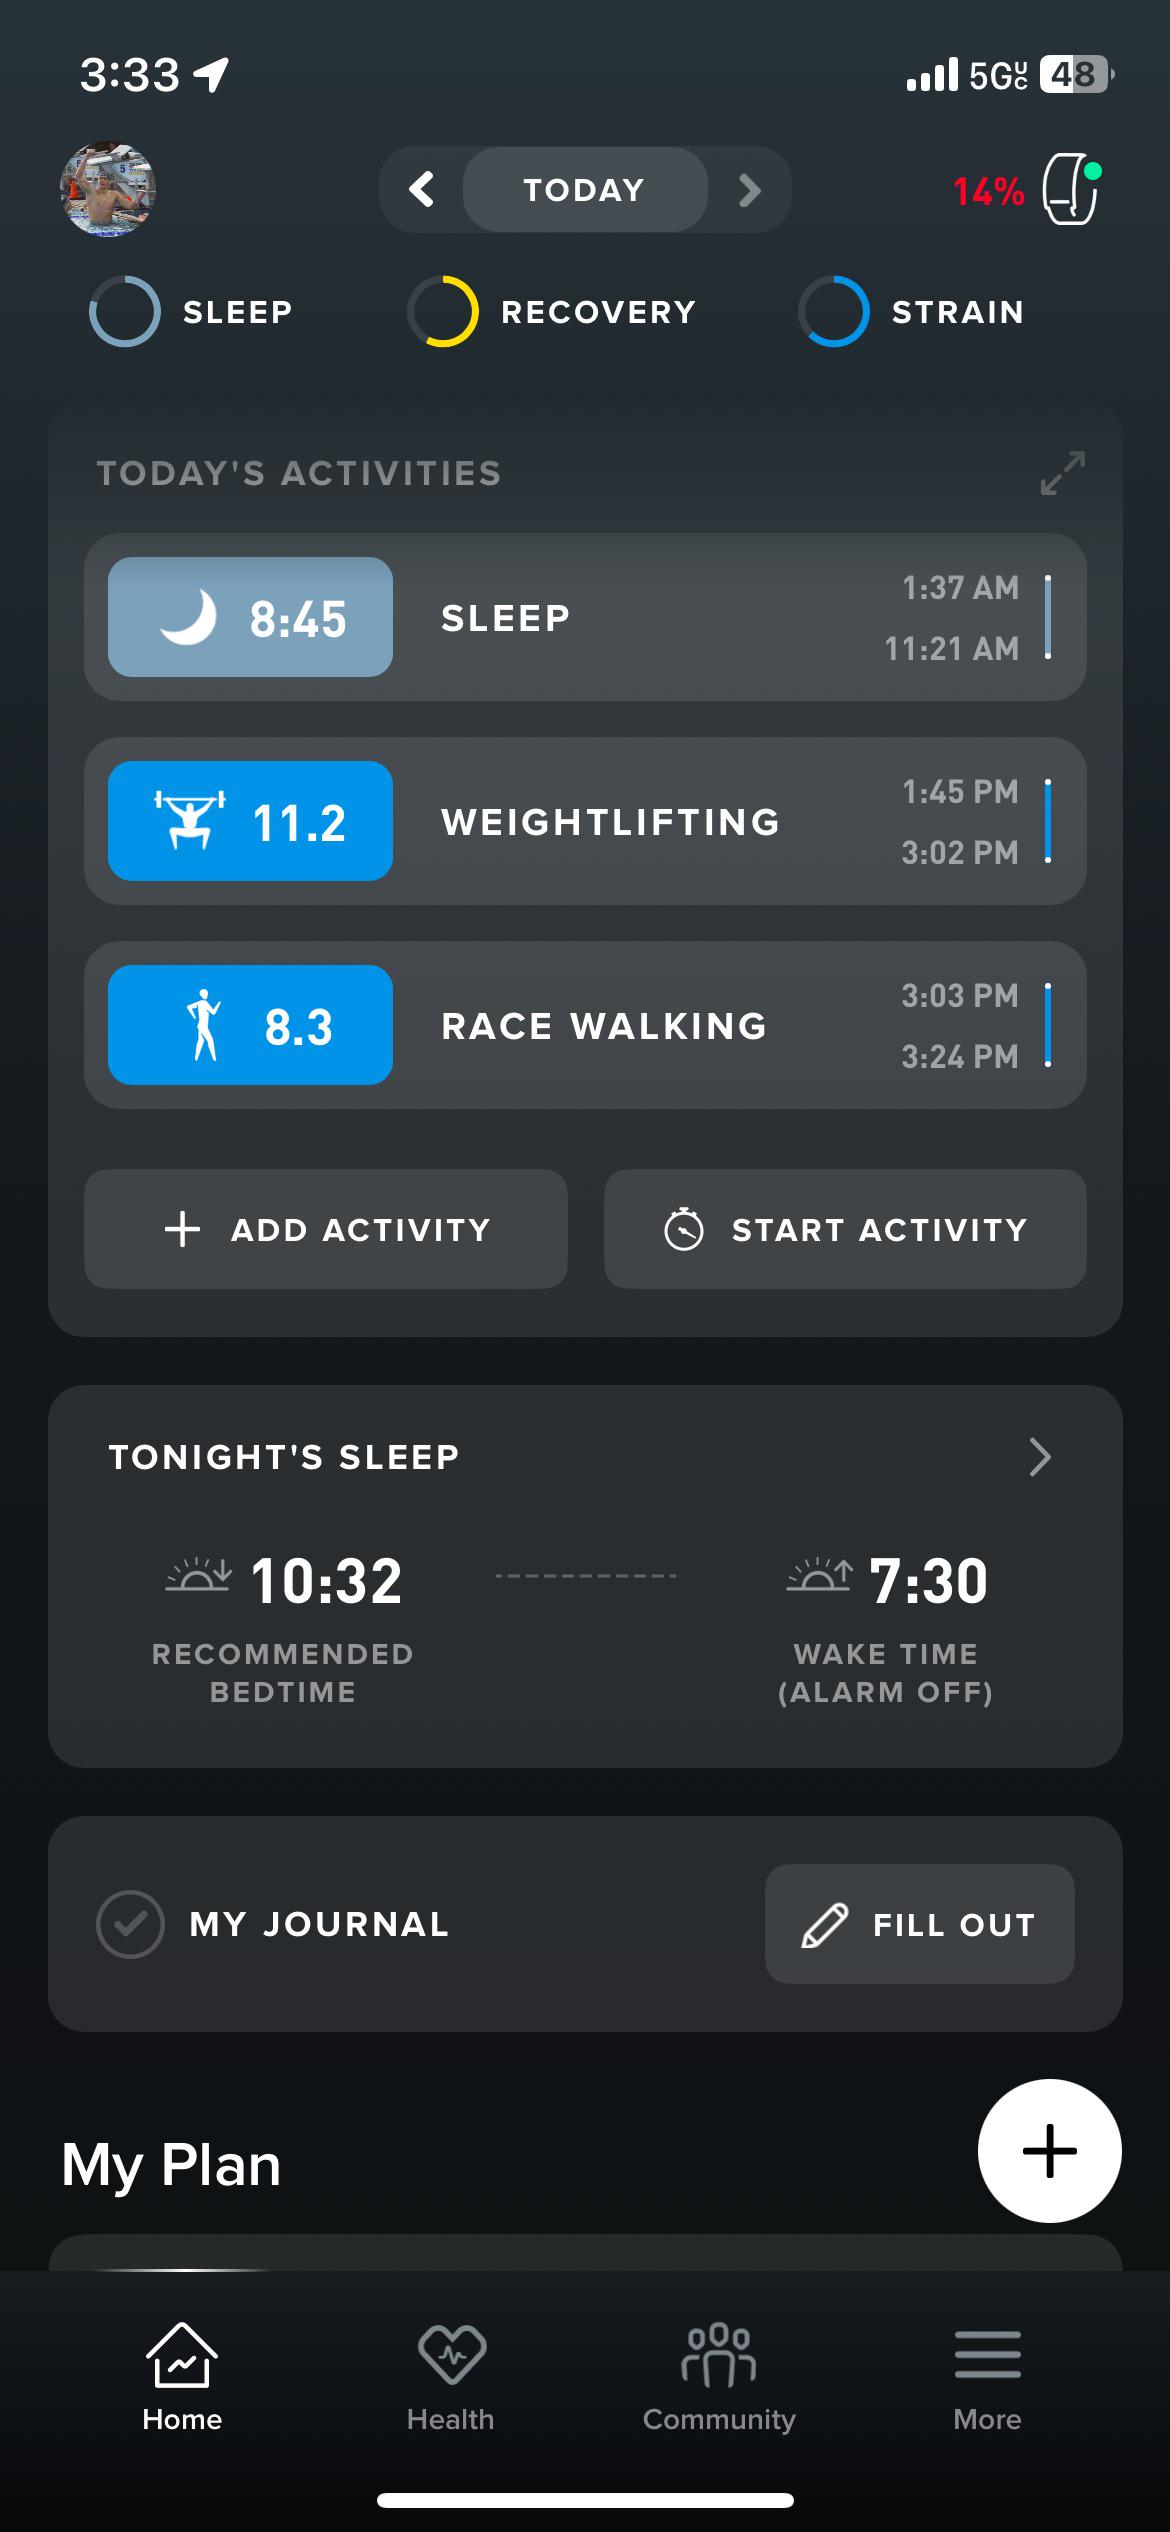 3:33
5GUC 48
TODAY
14%
SLEEP
RECOVERY
STRAIN
TODAY'S ACTIVITIES
8:45 SLEEP 1:37 AM
11:21 AM
11.2 WEIGHTLIFTING 1:45 PM
3:02 PM
8.3 RACE WALKING 3:03 PM
3:24 PM
ADD ACTIVITY
START ACTIVITY
TONIGHT'S SLEEP
10:32
RECOMMENDED
BEDTIME
7:30
WAKE TIME
(ALARM OFF)
MY JOURNAL
FILL OUT
My Plan
Home
Health
Community
More